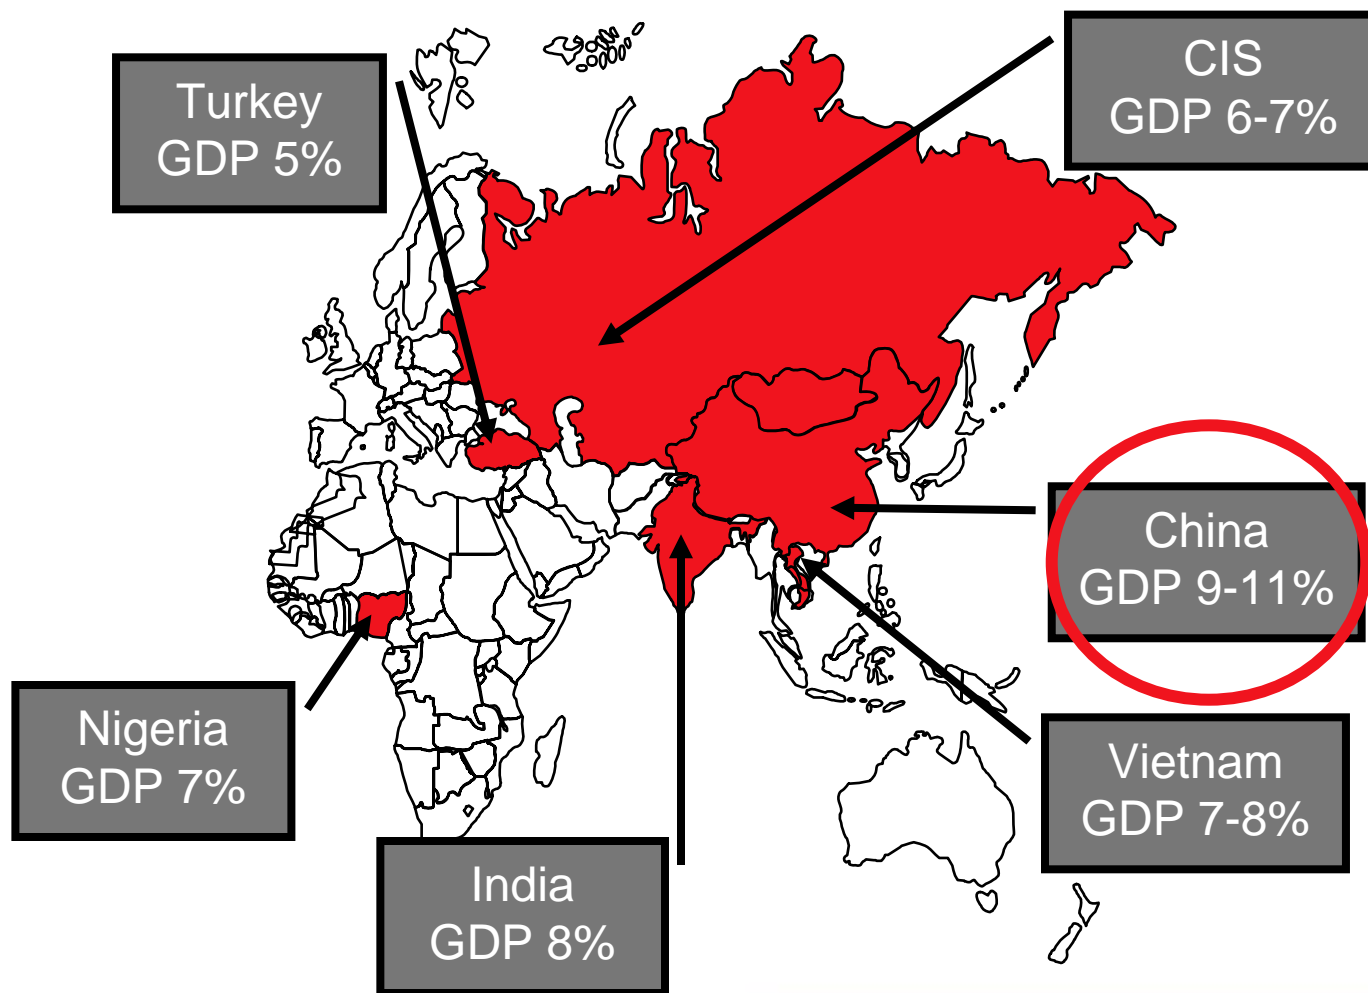 Turkey
GDP 5%
CIS
GDP 6-7%
China
GDP 9-11%
Nigeria
GDP 7%
Vietnam
GDP 7-8%
India
GDP 8%